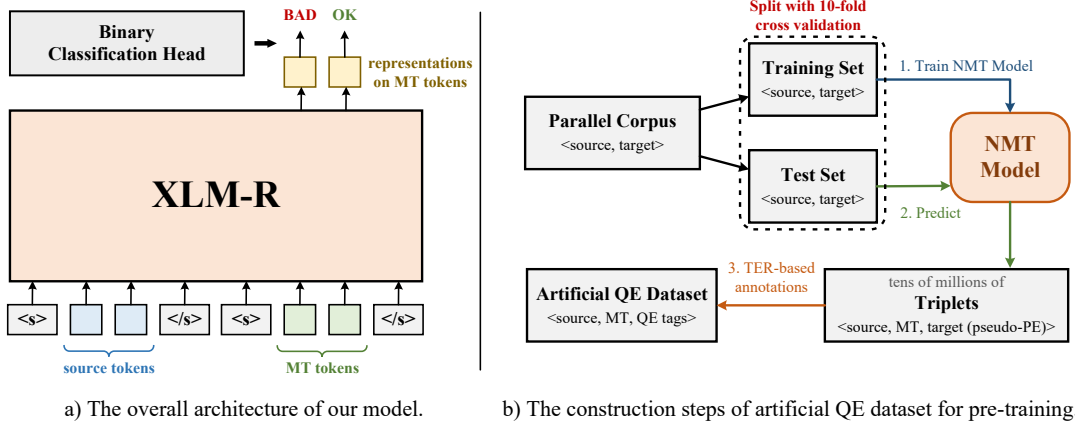 Binary
Classification Head
BAD
OK
representations
on MT tokens
XLM-R
<s>
</s>
<s>
</s>
source tokens
MT tokens
a) The overall architecture of our model.
Split with 10-fold
cross validation
Parallel Corpus
<source, target>
Training Set
<source, target>
Test Set
<source, target>
1. Train NMT Model
NMT
Model
2. Predict
tens of millions of
Triplets
<source, MT, target (pseudo-PE)>
3. TER-based
annotations
Artificial QE Dataset
<source, MT, QE tags>
b) The construction steps of artificial QE dataset for pre-training